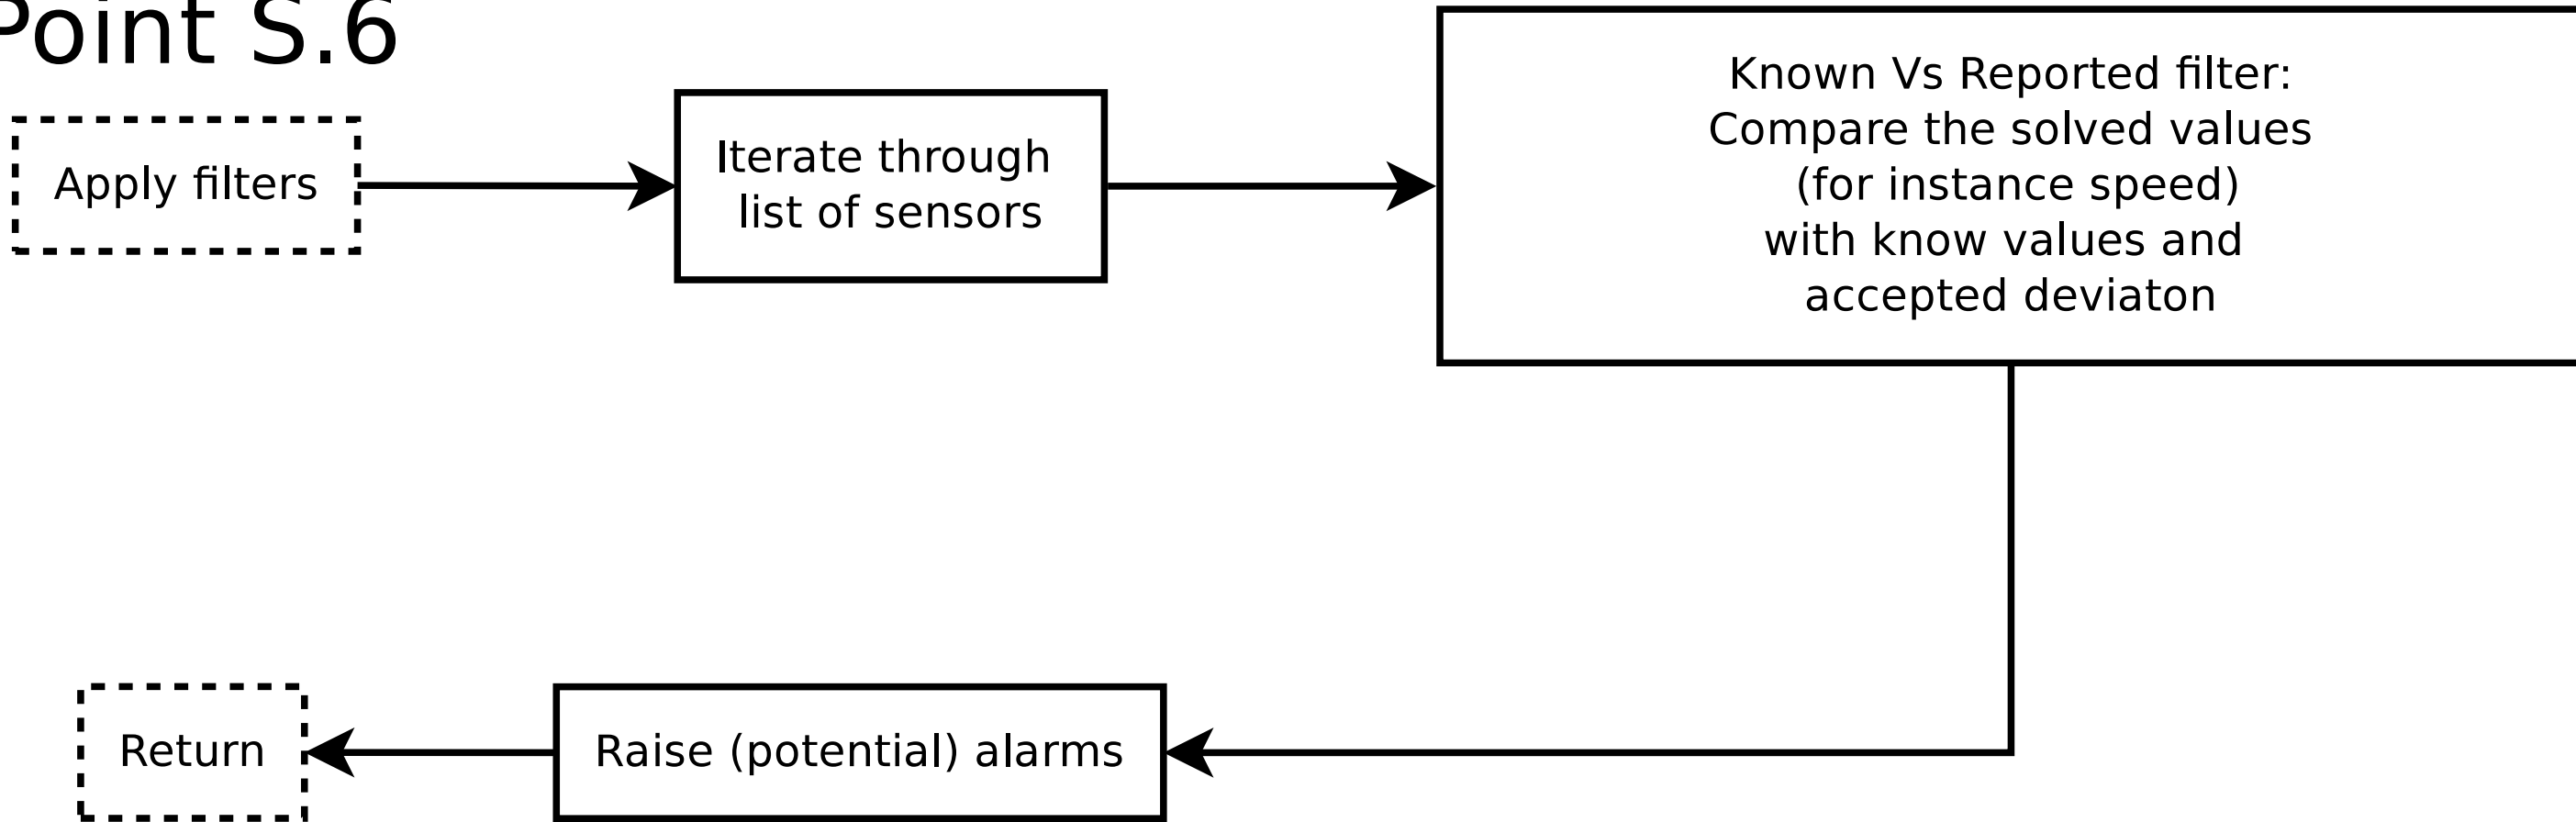 Point S.6
Apply filters
Iterate through
list of sensors
Known Vs Reported filter:
Compare the solved values
(for instance speed)
with know values and
accepted deviaton
Return
Raise (potential) alarms